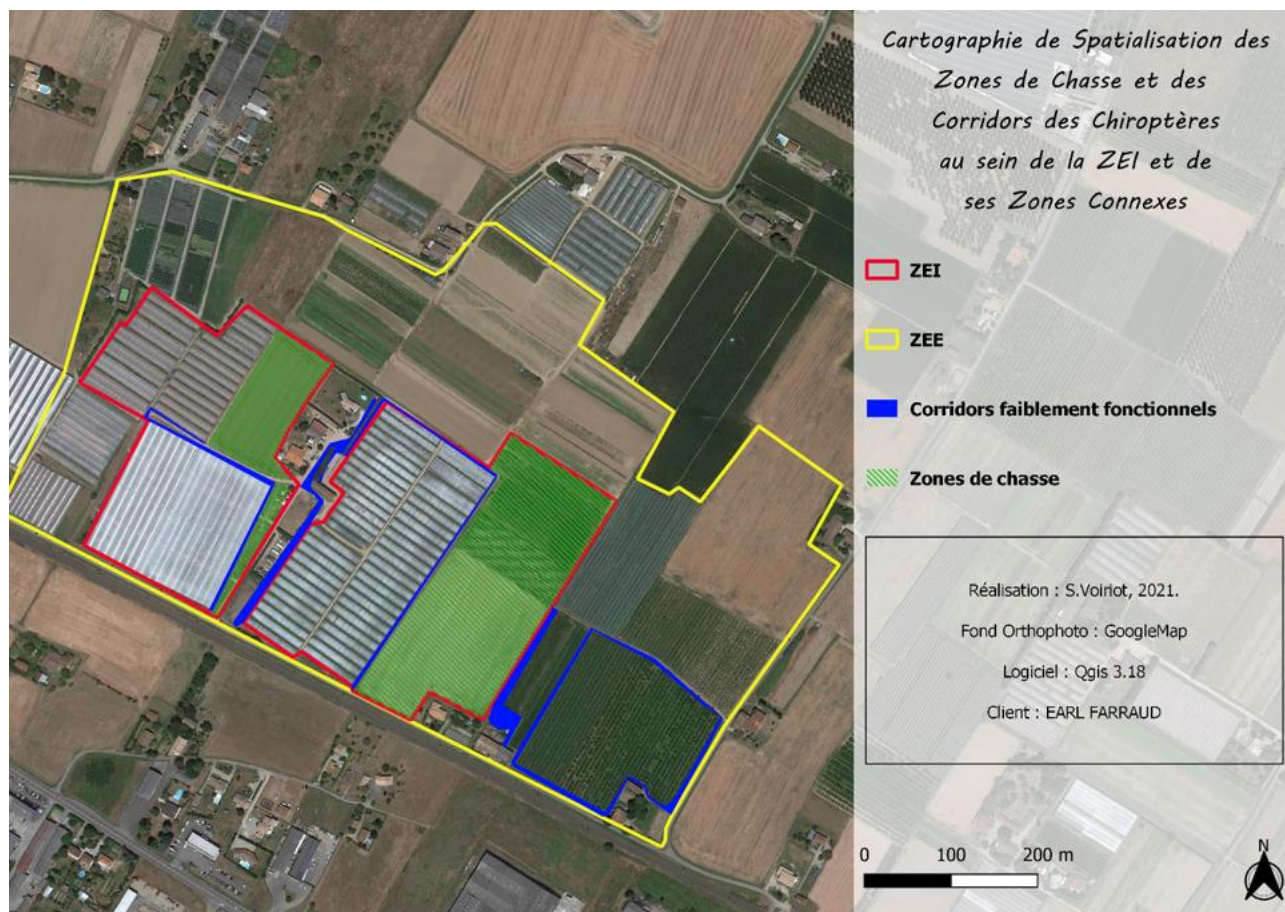 Cartographie de Spatialisation des
Zones de Chasse et des
Corridors des Chiroptères
au sein de la ZEI et de
ses Zones Connexes
ZEI
ZEE
Corridors faiblement fonctionnels
Zones de chasse
Réalisation : S.Voiriot, 2021.
Fond Orthophoto : GoogleMap
Logiciel : Qgis 3.18
Client : EARL FARRAUD
0 100 200 m
N